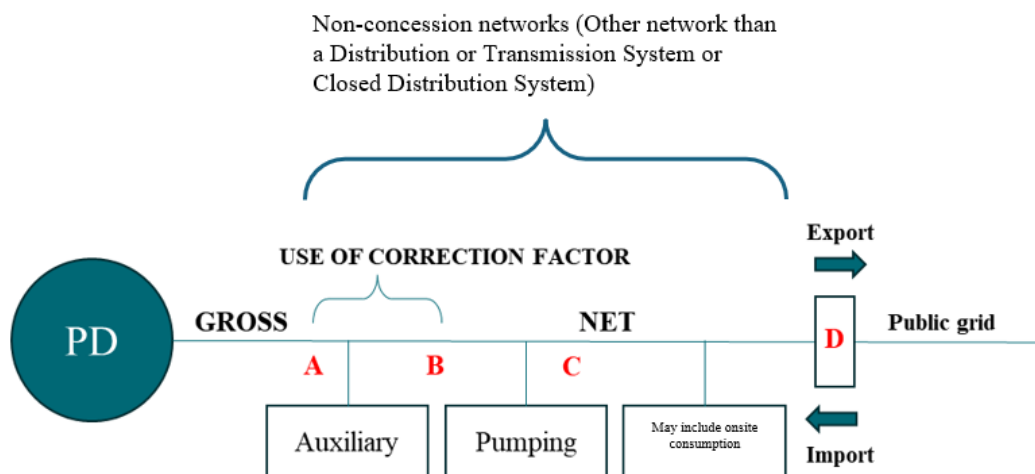 Non-concession networks (Other network than
a Distribution or Transmission System or
Closed Distribution System)
Export
USE OF CORRECTION FACTOR
PD
GROSS
NET
D
Public grid
A
B
C
Auxiliary
Pumping
May include onsite
consumption
Import